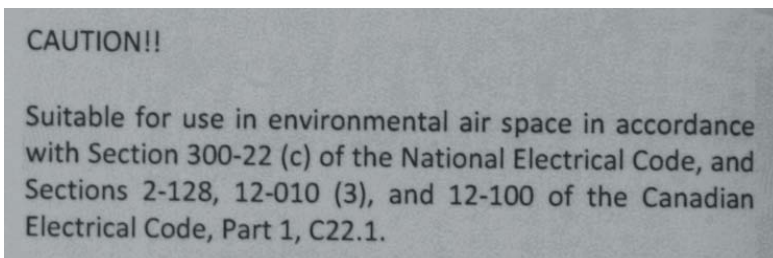 CAUTION!!
Suitable for use in environmental air space in accordance
with Section 300-22 (c) of the National Electrical Code, and
Sections 2-128, 12-010 (3), and 12-100 of the Canadian
Electrical Code, Part 1, C22.1.